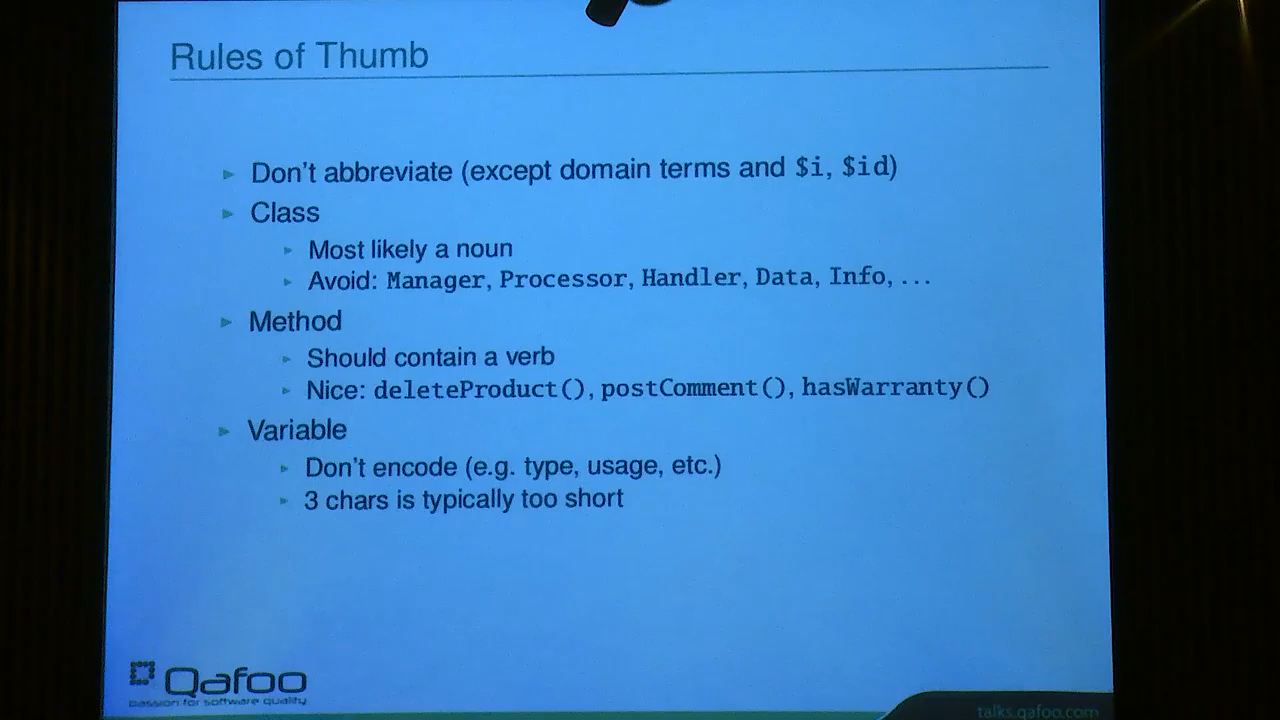 Rules of Thumb
Don't abbreviate (except domain terms and $i, $id)
Class
Most likely a noun
Avoid: Manager, Processor, Handler, Data, Info, ...
Method
Should contain a verb
Nice: deleteProduct(), postComment(), hasWarranty()
Variable
Don't encode (e.g. type, usage, etc.)
3 chars is typically too short
Qafoo
passion for software quality
talks.qafoo.com